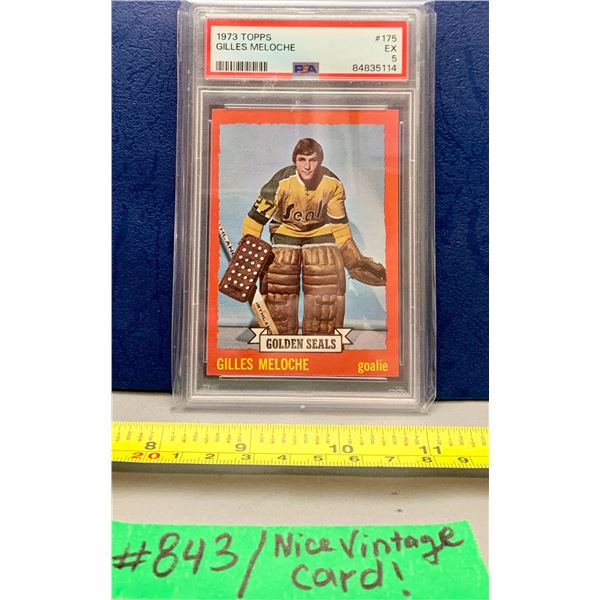 1973 TOPPS #175
GILLES MELOCHE EX
5
PSA 84835114
27
Seals
GOLDEN SEALS
GILLES MELOCHE goalie
8 9 10 11
20 1 2 3 4 5 6 7 8 9
#843/ Nice Vintage
Card!